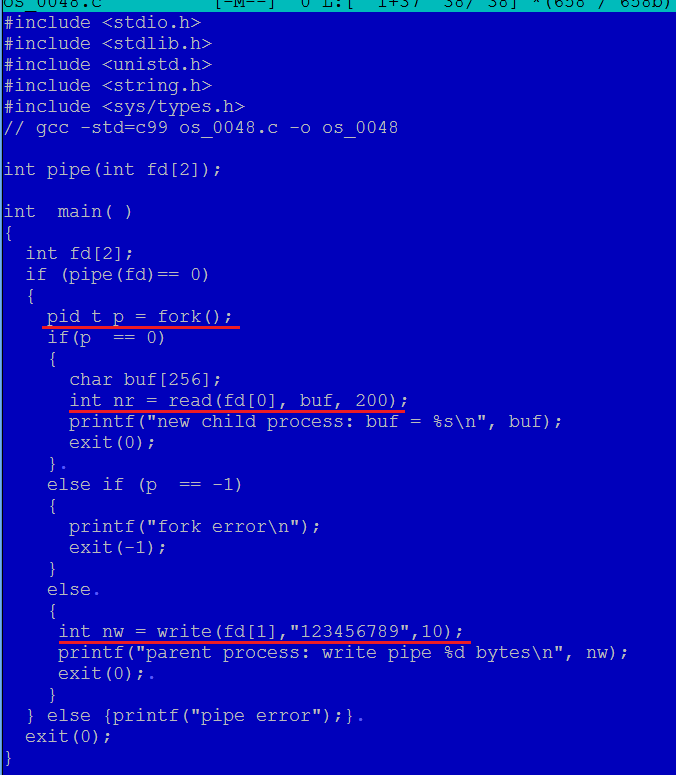 os_0048.c [-M--] 0 L:[ 1+37 38/ 38] *(658 / 658b)
#include <stdio.h>
#include <stdlib.h>
#include <unistd.h>
#include <string.h>
#include <sys/types.h>
// gcc -std=c99 os_0048.c -o os_0048
int pipe(int fd[2]);
int  main( )
{
  int fd[2];
  if (pipe(fd)== 0)
  {
    pid_t p = fork();
    if(p  == 0)
    {
      char buf[256];
      int nr = read(fd[0], buf, 200);
      printf("new child process: buf = %s\n", buf);
      exit(0);
    }.
    else if (p  == -1)
    {
      printf("fork error\n");
      exit(-1);
    }
    else.
    {
     int nw = write(fd[1],"123456789",10);
     printf("parent process: write pipe %d bytes\n", nw);
     exit(0);.
    }
  } else {printf("pipe error");}.
  exit(0);
}